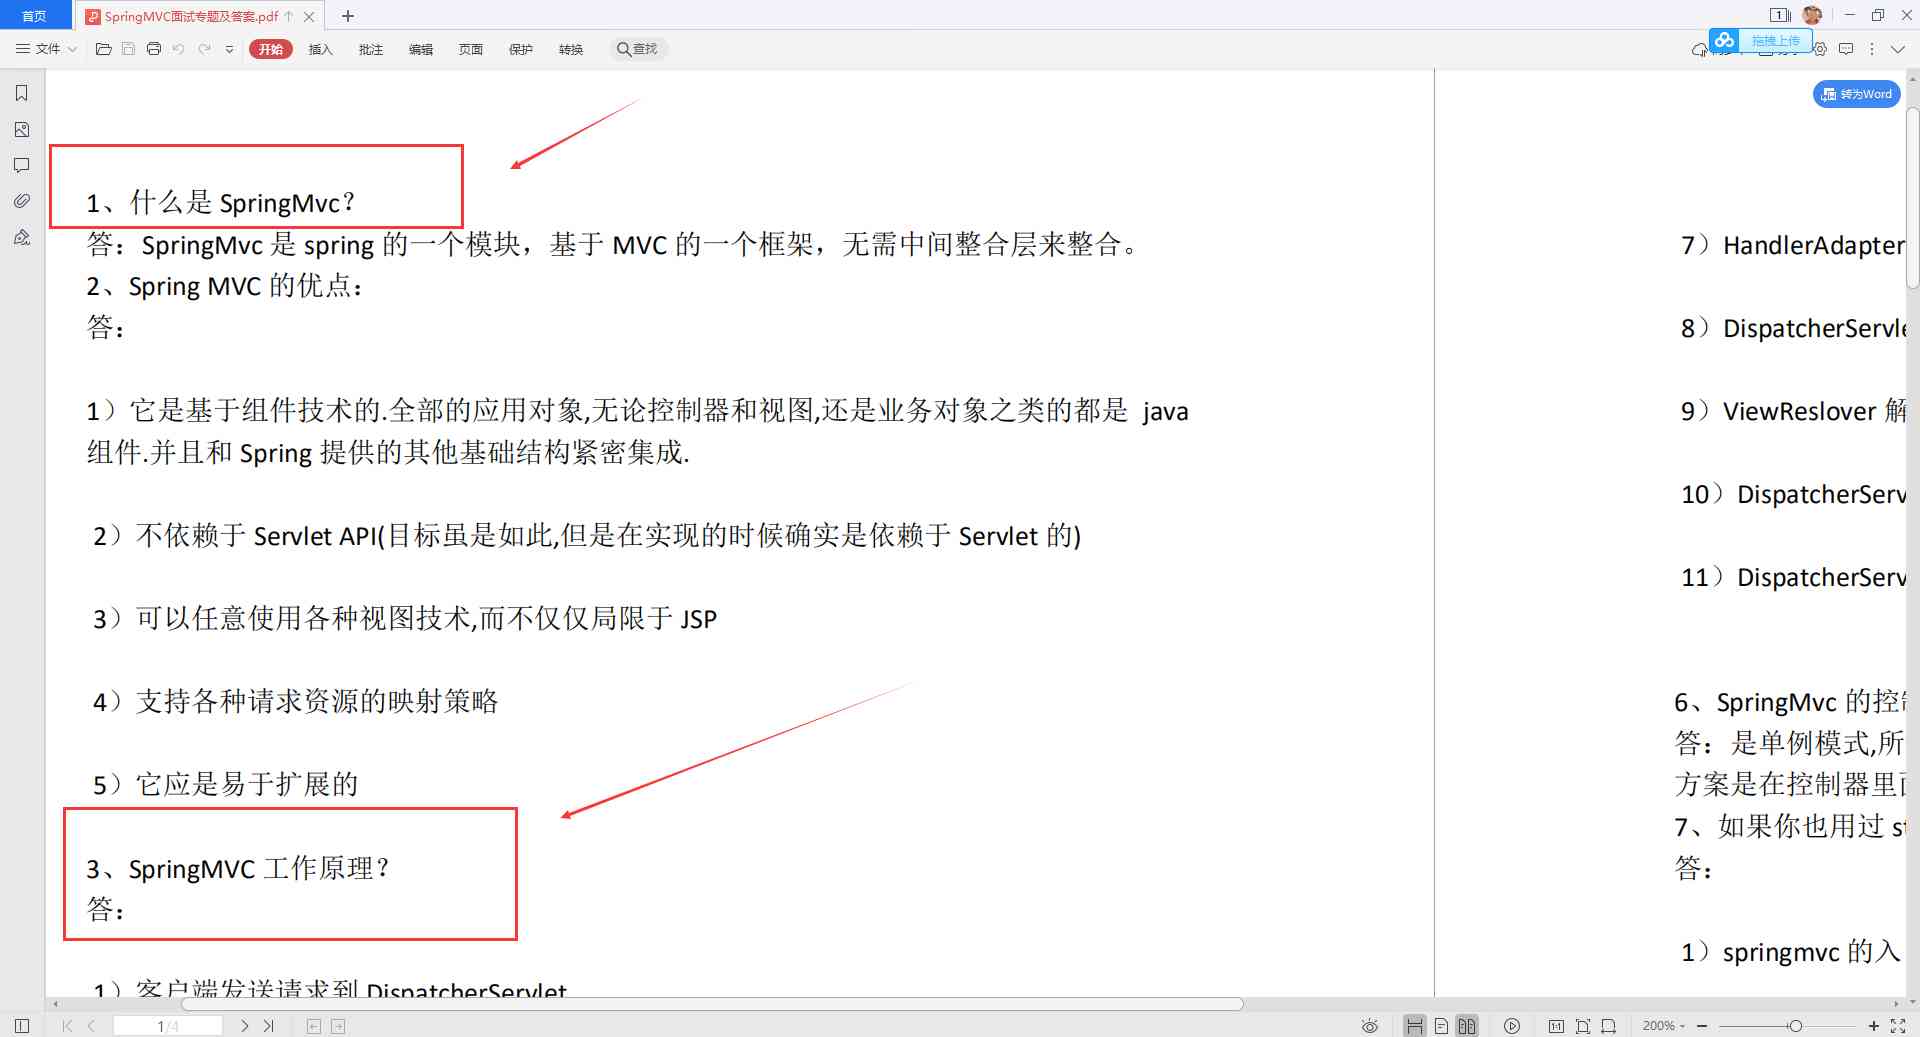 首页
SpringMVC面试专题及答案.pdf
1
文件
开始
插入
批注
编辑
页面
保护
转换
查找
拖拽上传
转为Word
1、什么是 SpringMvc？
答：SpringMvc 是 spring 的一个模块，基于 MVC 的一个框架，无需中间整合层来整合。
2、Spring MVC 的优点：
答：
1）它是基于组件技术的.全部的应用对象,无论控制器和视图,还是业务对象之类的都是 java
组件.并且和 Spring 提供的其他基础结构紧密集成.
2）不依赖于 Servlet API(目标虽是如此,但是在实现的时候确实是依赖于 Servlet 的)
3）可以任意使用各种视图技术,而不仅仅局限于 JSP
4）支持各种请求资源的映射策略
5）它应是易于扩展的
3、SpringMVC 工作原理？
答：
1）客户端发送请求到 DispatcherServlet
7）HandlerAdapter
8）DispatcherServle
9）ViewReslover 解
10）DispatcherServ
11）DispatcherServ
6、SpringMvc 的控
答：是单例模式,所
方案是在控制器里
7、如果你也用过 s
答：
1）springmvc 的入
1/4
200%